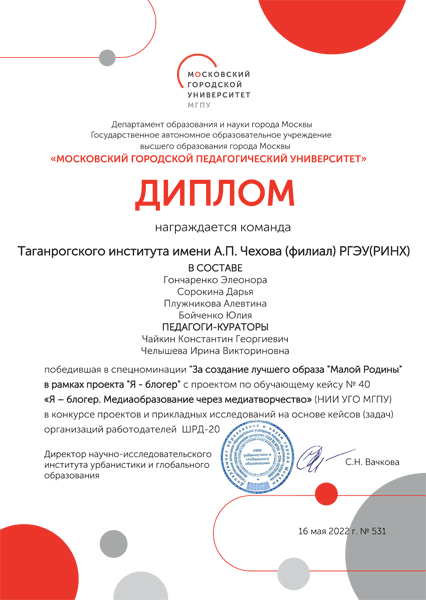 МОСКОВСКИЙ
ГОРОДСКОЙ
УНИВЕРСИТЕТ
МГПУ
Департамент образования и науки города Москвы
Государственное автономное образовательное учреждение
высшего образования города Москвы
«МОСКОВСКИЙ ГОРОДСКОЙ ПЕДАГОГИЧЕСКИЙ УНИВЕРСИТЕТ»
ДИПЛОМ
награждается команда
Таганрогского института имени А.П. Чехова (филиал) РГЭУ(РИНХ)
В СОСТАВЕ
Гончаренко Элеонора
Сорокина Дарья
Плужникова Алевтина
Бойченко Юлия
ПЕДАГОГИ-КУРАТОРЫ
Чайкин Константин Георгиевич
Челышева Ирина Викториновна
победившая в спецноминации "За создание лучшего образа "Малой Родины"
в рамках проекта "Я - блогер" с проектом по обучающему кейсу № 40
«Я – блогер. Медиаобразование через медиатворчество» (НИИ УГО МГПУ)
в конкурсе проектов и прикладных исследований на основе кейсов (задач)
организаций работодателей ШРД-20
НИИ
урбанистики и
глобального
образования
Директор научно-исследовательского
института урбанистики и глобального
образования
С.Н. Вачкова
16 мая 2022 г. № 531